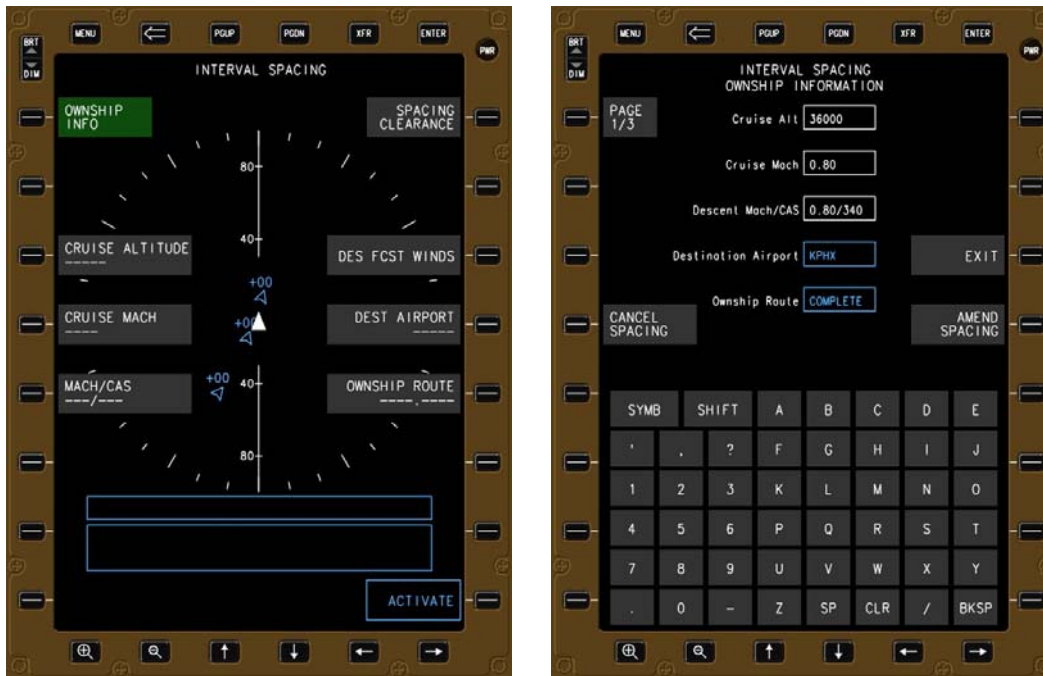 MENU
PGUP
PGDN
XFR
ENTER
BRT
DIM
PWR
INTERVAL SPACING
OWNSHIP
INFO
SPACING
CLEARANCE
80
40
CRUISE ALTITUDE
-----
DES FCST WINDS
+00
CRUISE MACH
----
+00
DEST AIRPORT
-----
MACH/CAS
---/---
+00
40
OWNSHIP ROUTE
----.----
80
ACTIVATE
MENU
PGUP
PGDN
XFR
ENTER
BRT
DIM
PWR
INTERVAL SPACING
OWNSHIP INFORMATION
PAGE
1/3
Cruise Alt 36000
Cruise Mach 0.80
Descent Mach/CAS 0.80/340
Destination Airport KPHX
EXIT
Ownship Route COMPLETE
CANCEL
SPACING
AMEND
SPACING
SYMB SHIFT A B C D E
' , ? F G H I J
1 2 3 K L M N O
4 5 6 P Q R S T
7 8 9 U V W X Y
. 0 – Z SP CLR / BKSP